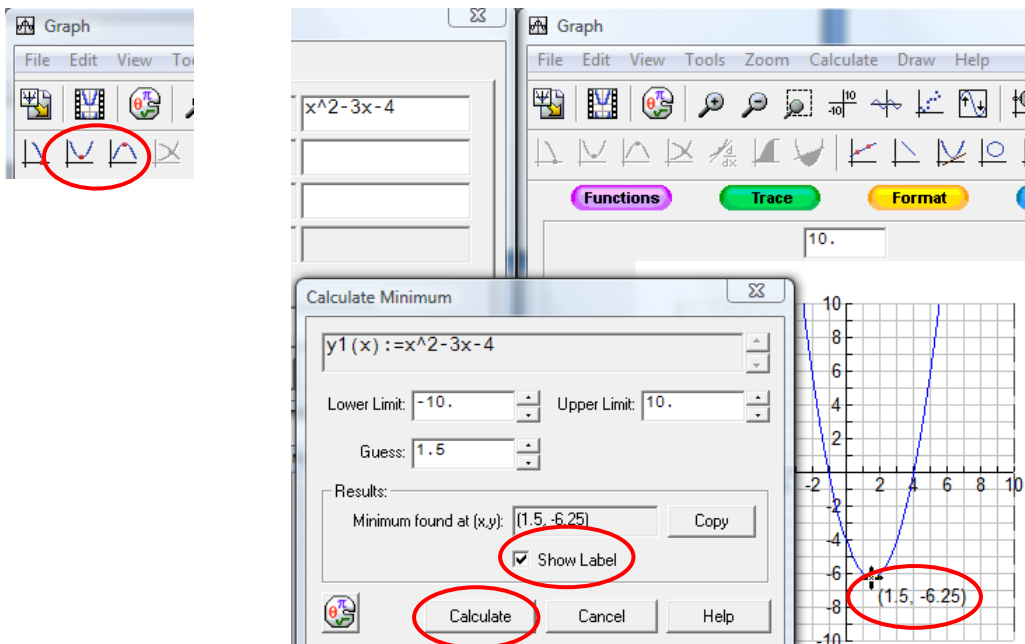 Graph
File Edit View
x^2-3x-4
Graph
File Edit View Tools Zoom Calculate Draw Help
10
-10
d
dx
Functions Trace Format
10.
Calculate Minimum
y1(x):=x^2-3x-4
Lower Limit: -10. Upper Limit: 10.
Guess: 1.5
Results:
Minimum found at (x,y): (1.5, -6.25) Copy
Show Label
Calculate Cancel Help
10
8
6
4
2
-2 2 4 6 8 10
-2
-4
-6
(1.5, -6.25)
-8
-10